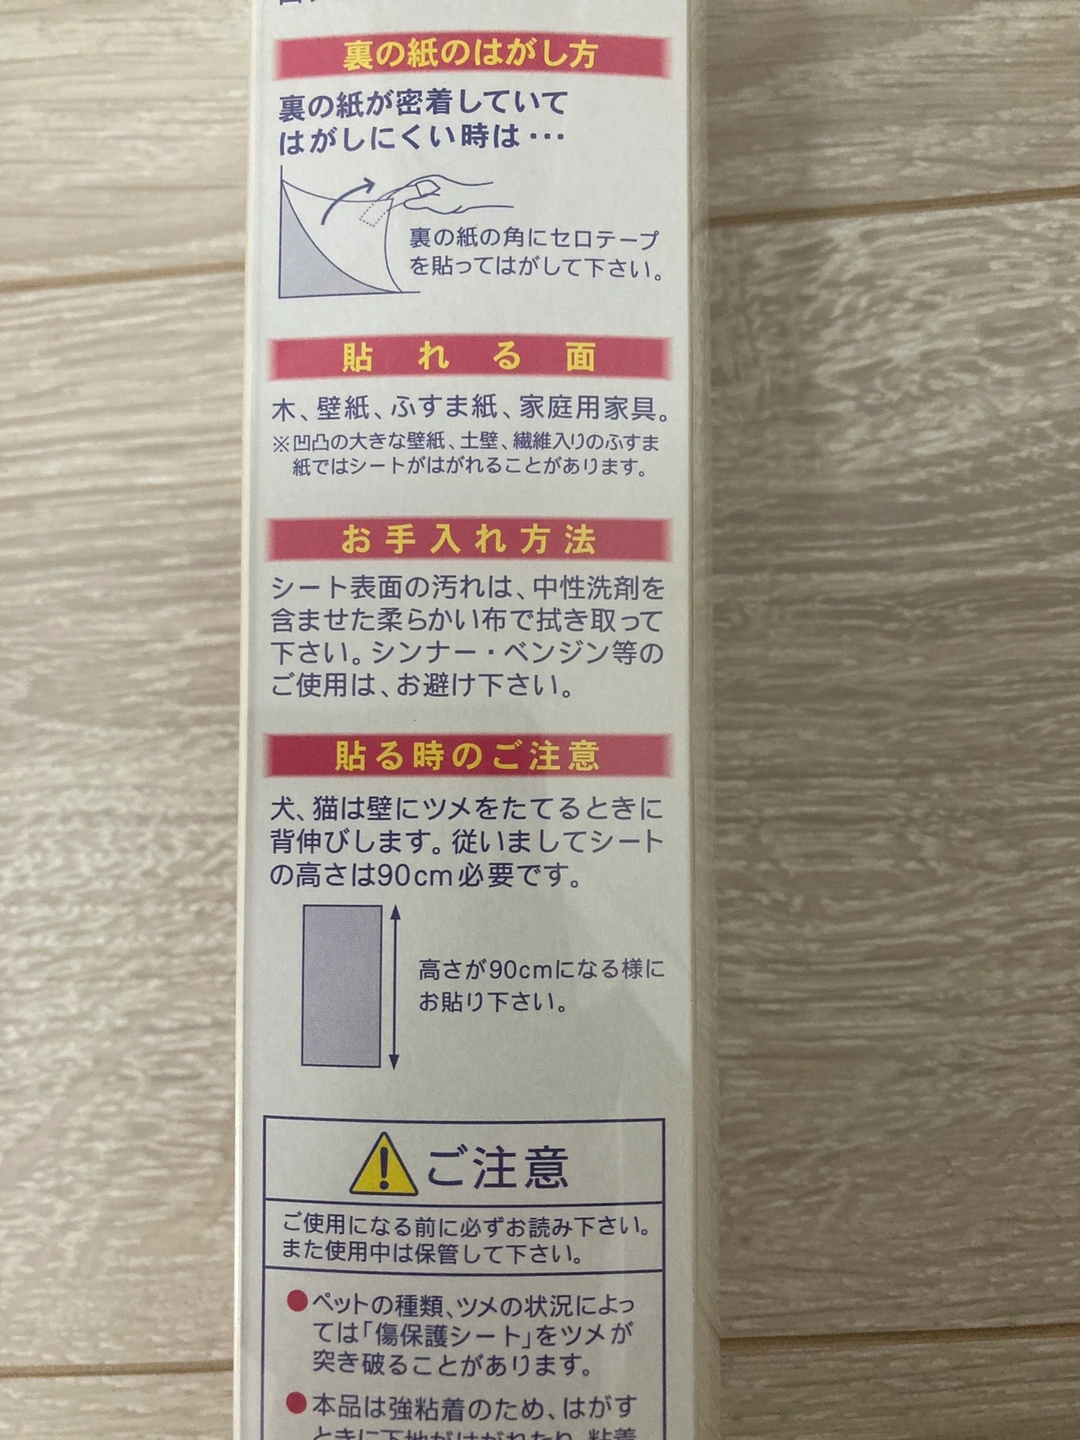 裏の紙のはがし方
裏の紙が密着していて
はがしにくい時は…
裏の紙の角にセロテープ
を貼ってはがして下さい。
貼れる面
木、壁紙、ふすま紙、家庭用家具。
※凹凸の大きな壁紙、土壁、繊維入りのふすま
紙ではシートがはがれることがあります。
お手入れ方法
シート表面の汚れは、中性洗剤を
含ませた柔らかい布で拭き取って
下さい。シンナー・ベンジン等の
ご使用は、お避け下さい。
貼る時のご注意
犬、猫は壁にツメをたてるときに
背伸びします。従いましてシート
の高さは90cm必要です。
高さが90cmになる様に
お貼り下さい。
ご注意
ご使用になる前に必ずお読み下さい。
また使用中は保管して下さい。
●ペットの種類、ツメの状況によっ
ては「傷保護シート」をツメが
突き破ることがあります。
●本品は強粘着のため、はがす
ときに下地がはがれたり、粘着